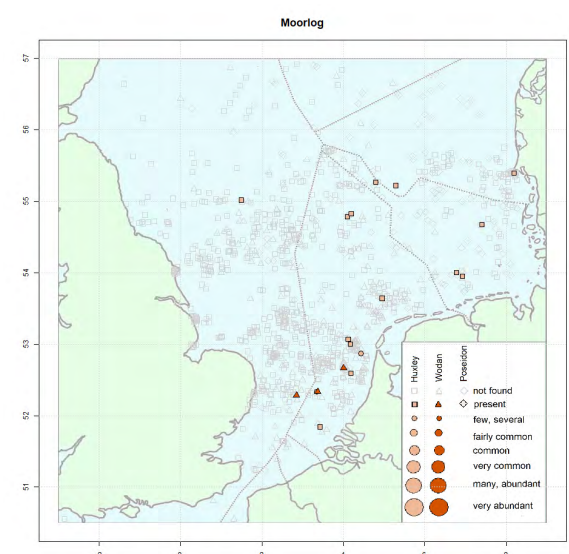 Moorlog
57
56
55
54
53
52
51
Huxley
Wodan
Poseidon
not found
present
few, several
fairly common
common
very common
many, abundant
very abundant